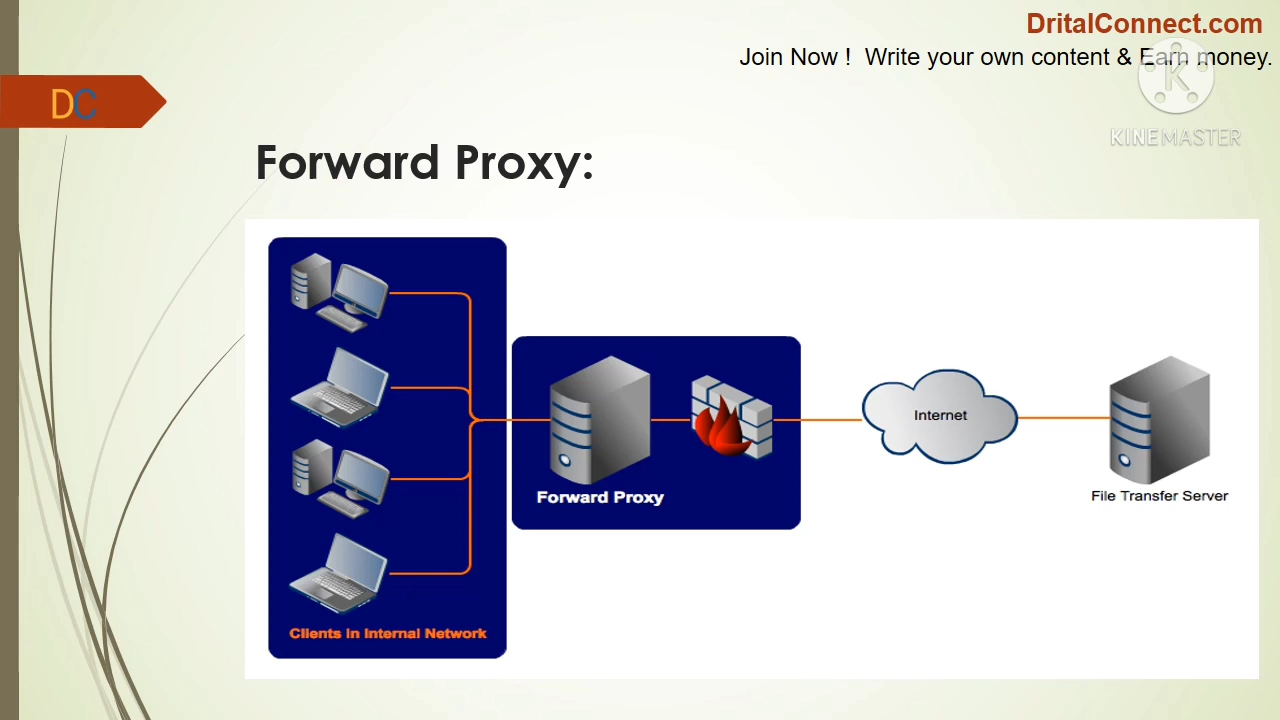 DritalConnect.com
Join Now ! Write your own content & Earn money.
KINEMASTER
DC
Forward Proxy:
Internet
Forward Proxy
File Transfer Server
Clients in Internal Network